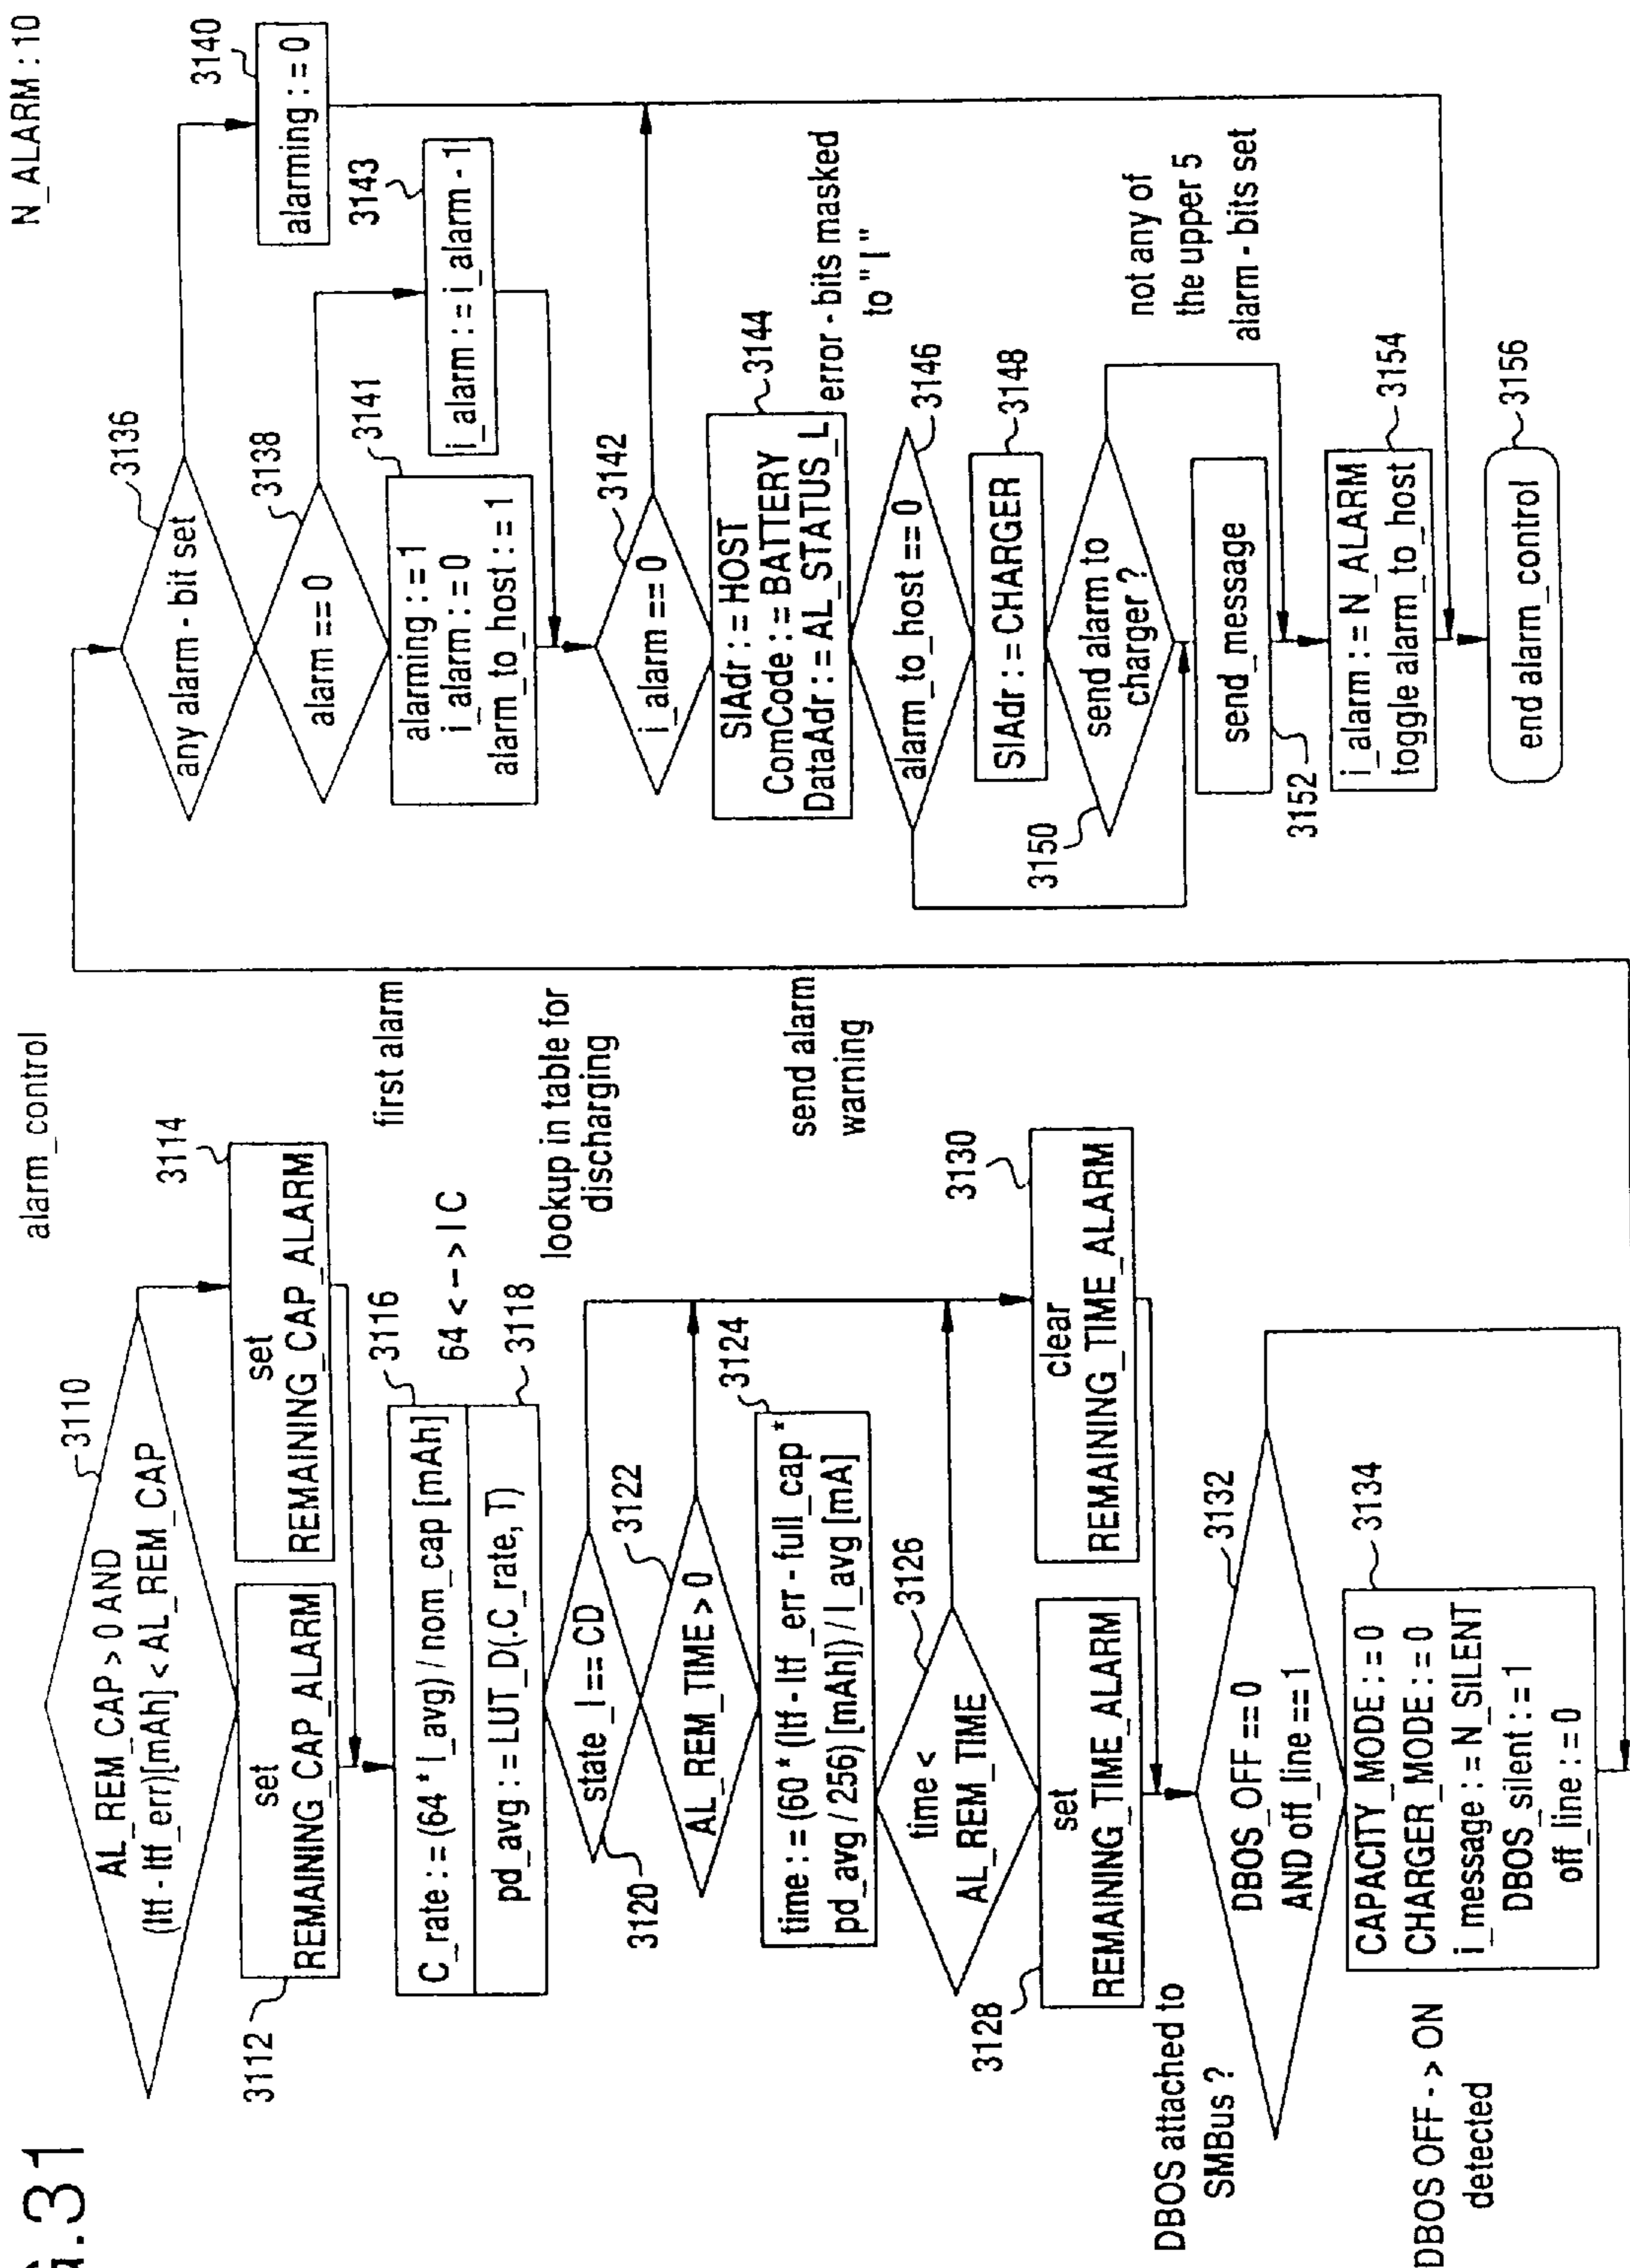 G.31
alarm_control
AL_REM_CAP > 0 AND
(ltf - ltf_err)[mAh] < AL_REM_CAP
3110
set
REMAINING_CAP_ALARM
3112
set
REMAINING_CAP_ALARM
3114
first alarm
C_rate : = (64 * I_avg) / nom_cap [mAh]
3116
64 < - > I C
pd_avg : = LUT_D(.C_rate, T)
3118
lookup in table for
discharging
state_I == CD
3120
AL_REM_TIME > 0
3122
time : = (60 * (ltf - ltf_err - full_cap *
pd_avg / 256) [mAh]) / I_avg [mA]
3124
send alarm
warning
time <
AL_REM_TIME
3126
set
REMAINING_TIME_ALARM
3128
clear
REMAINING_TIME_ALARM
3130
DBOS attached to
SMBus ?
DBOS_OFF == 0
AND off_line == 1
3132
DBOS OFF - > ON
detected
CAPACITY_MODE : = 0
CHARGER_MODE : = 0
i_message : = N_SILENT
DBOS_silent : = 1
off_line : = 0
3134
N_ALARM : 10
any alarm - bit set
3136
alarming : = 0
3140
alarm == 0
3138
alarming : = 1
i_alarm : = 0
alarm_to_host : = 1
3141
i_alarm : = i_alarm - 1
3143
i_alarm == 0
3142
SlAdr : = HOST
ComCode : = BATTERY
DataAdr : = AL_STATUS_L
3144
error - bits masked
to " I "
alarm_to_host == 0
3146
SlAdr : = CHARGER
3148
send alarm to
charger ?
3150
not any of
the upper 5
alarm - bits set
send_message
3152
i_alarm : = N_ALARM
toggle alarm_to_host
3154
end alarm_control
3156